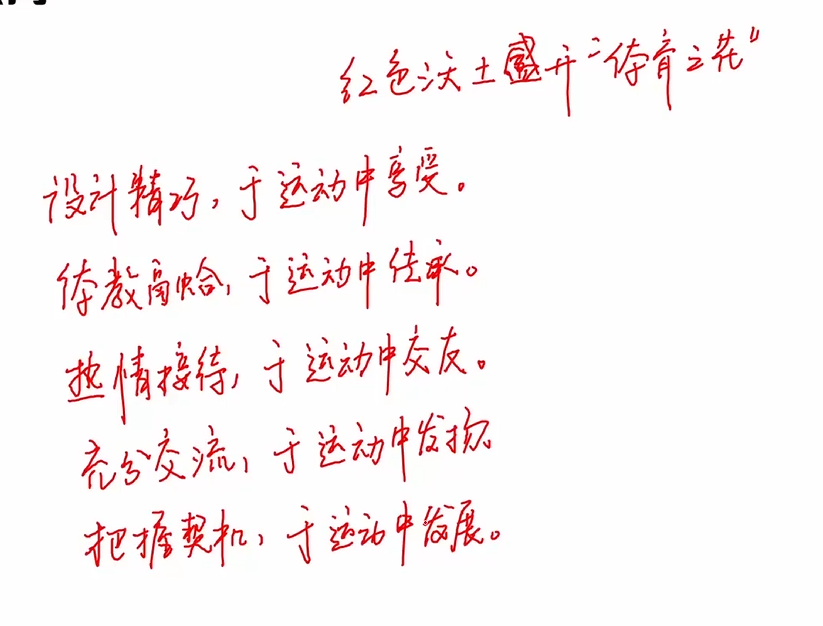 红色沃土盛开“体育之花”
设计精巧，于运动中享受。
体教高恰，于运动中传承。
热情接待，于运动中交友。
充分交流，于运动中发扬。
把握契机，于运动中发展。